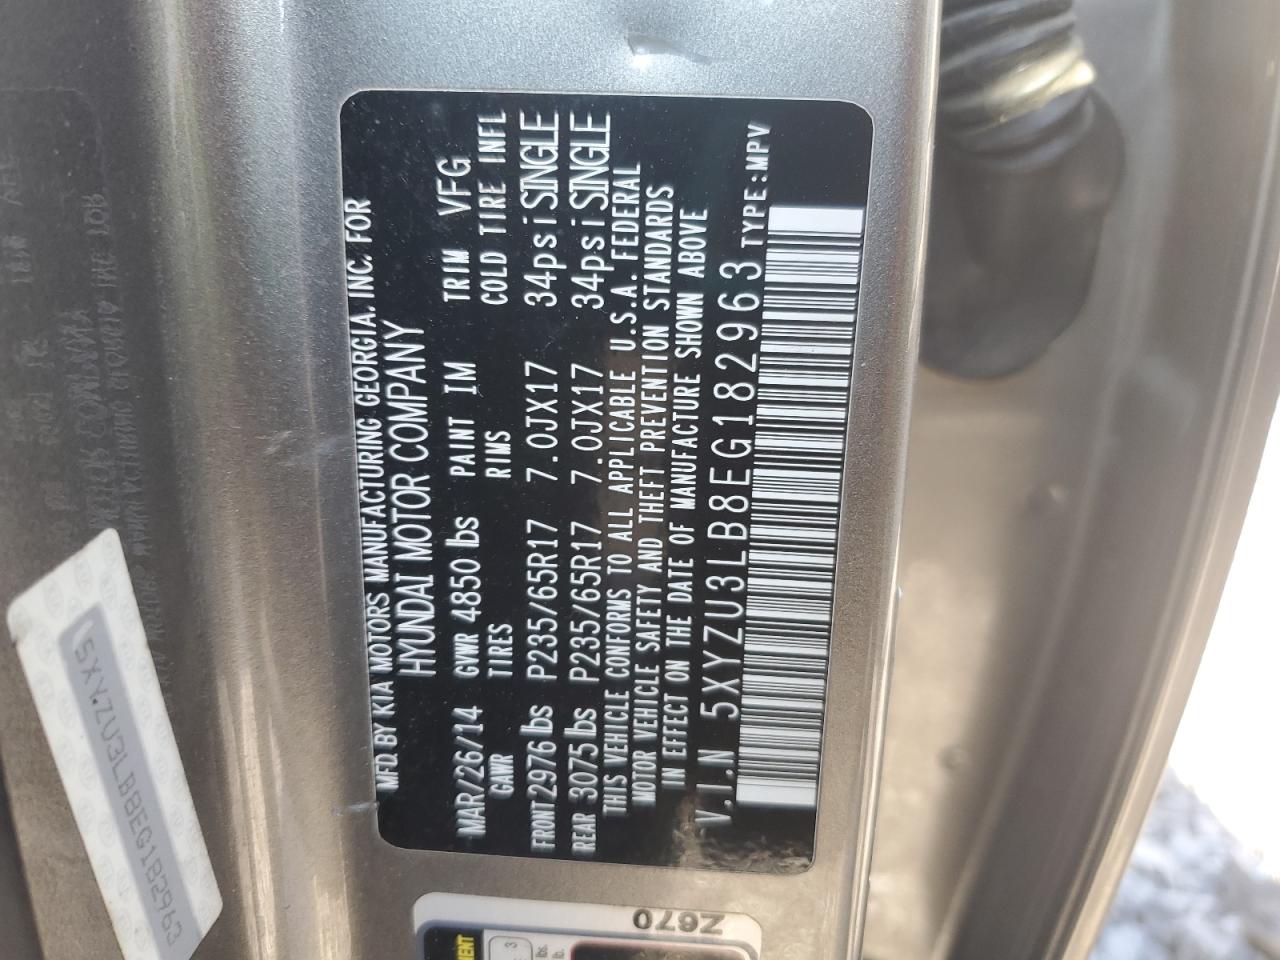 MFD BY KIA MOTORS MANUFACTURING GEORGIA. INC. FOR
HYUNDAI MOTOR COMPANY
MAR/26/14 GVWR 4850 lbs PAINT IM TRIM VFG
GAWR TIRES RIMS COLD TIRE INFL
FRONT 2976 lbs P235/65R17 7.0JX17 34psi SINGLE
REAR 3075 lbs P235/65R17 7.0JX17 34psi SINGLE
THIS VEHICLE CONFORMS TO ALL APPLICABLE U.S.A. FEDERAL
MOTOR VEHICLE SAFETY AND THEFT PREVENTION STANDARDS
IN EFFECT ON THE DATE OF MANUFACTURE SHOWN ABOVE
V.I.N 5XYZU3LB8EG182963 TYPE:MPV
5XYZU3LB8EG182963
Z670
3
lbs.
lb.